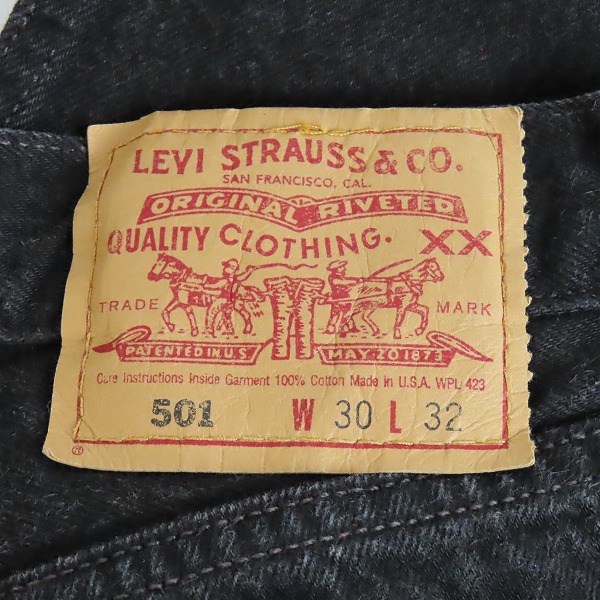 LEVI STRAUSS & CO.
SAN FRANCISCO, CAL.
ORIGINAL RIVETED
QUALITY CLOTHING. XX
TRADE MARK
PATENTED IN U.S. MAY 20 1873
Care Instructions Inside Garment 100% Cotton Made in U.S.A. WPL 423
501 W 30 L 32
®